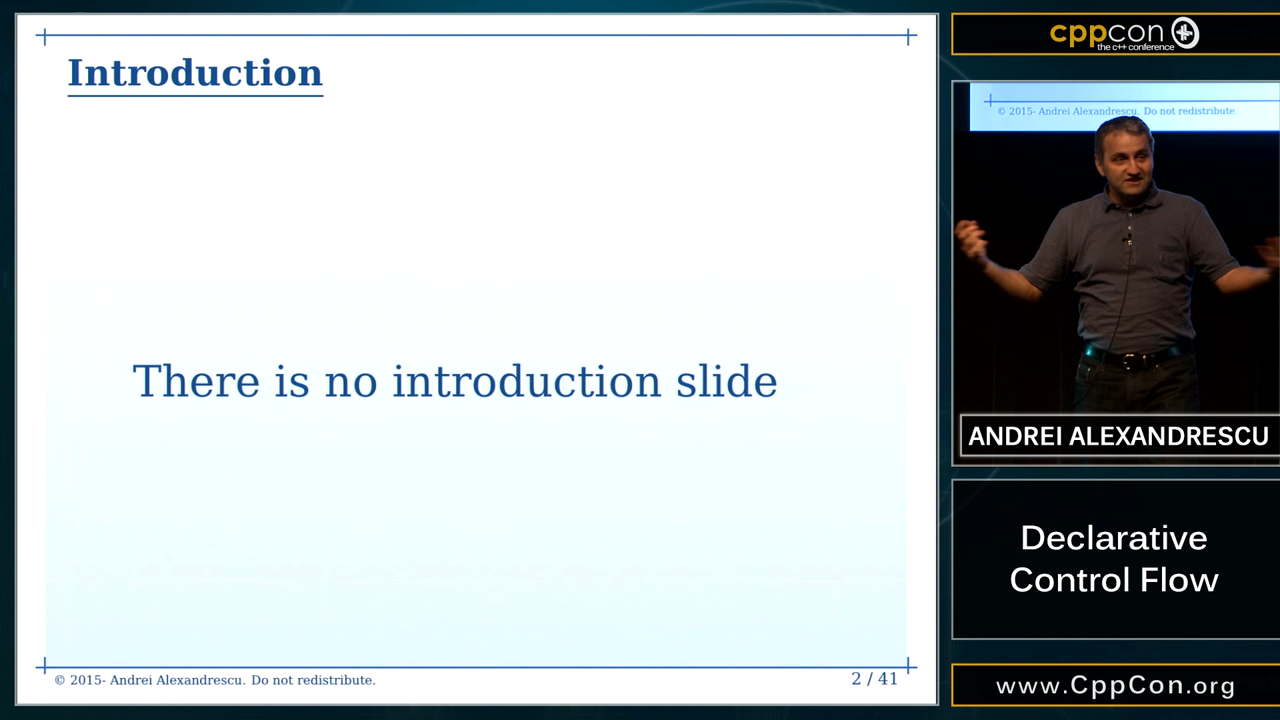 Introduction
There is no introduction slide
© 2015- Andrei Alexandrescu. Do not redistribute.
2 / 41
cppcon
the c++ conference
© 2015- Andrei Alexandrescu. Do not redistribute.
ANDREI ALEXANDRESCU
Declarative
Control Flow
www.CppCon.org